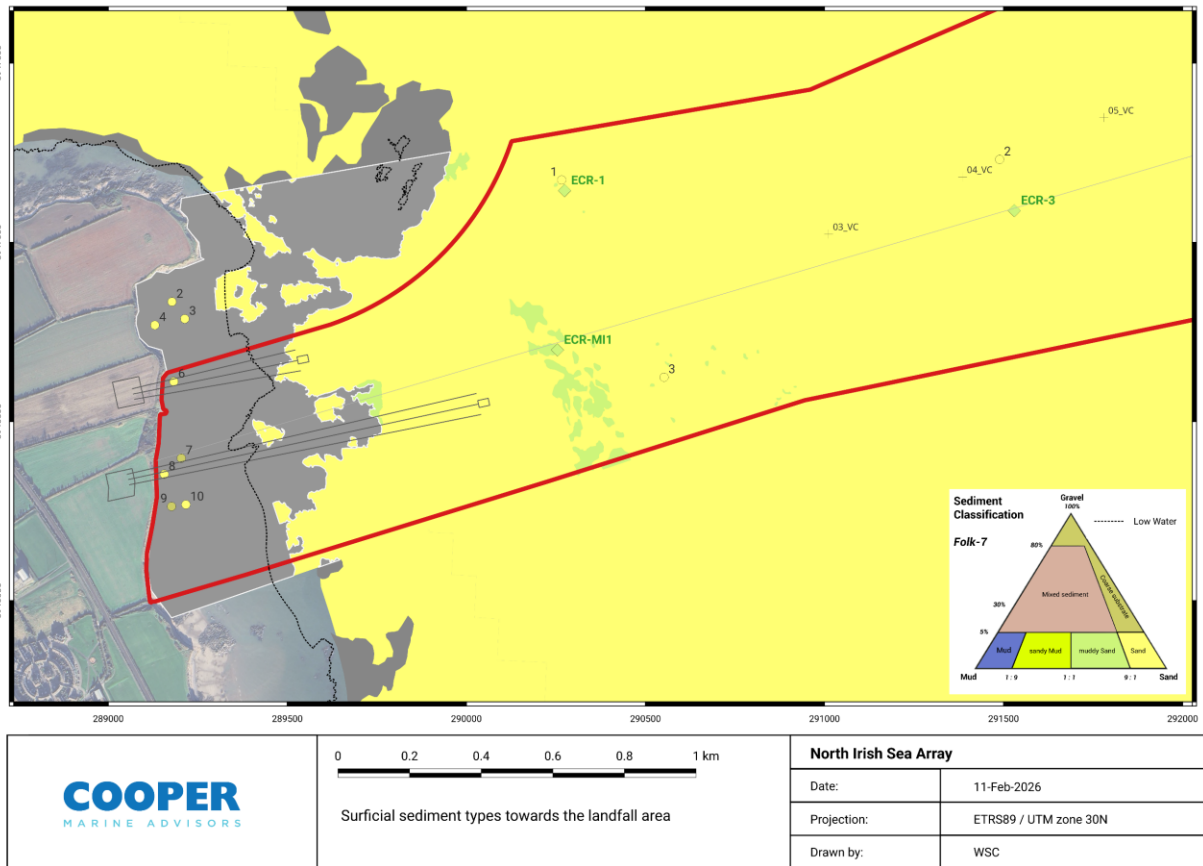 05_VC
2
04_VC
1
ECR-1
ECR-3
03_VC
2
3
4
ECR-MI1
3
6
7
8
9
10
Sediment
Classification
Folk-7
Gravel
100%
Low Water
80%
Mixed sediment
Coarse substrate
30%
5%
Mud
sandy Mud
muddy Sand
Sand
Mud
1 : 9
1 : 1
9 : 1
Sand
289000
289500
290000
290500
291000
291500
292000
COOPER
MARINE ADVISORS
0
0.2
0.4
0.6
0.8
1 km
Surficial sediment types towards the landfall area
North Irish Sea Array
Date:
11-Feb-2026
Projection:
ETRS89 / UTM zone 30N
Drawn by:
WSC